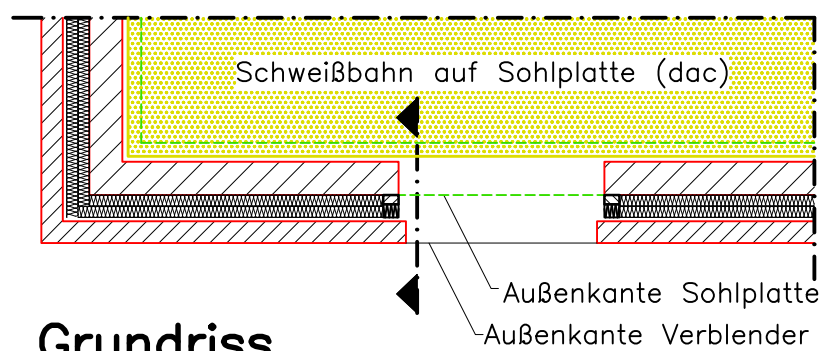 Schweißbahn auf Sohlplatte (dac)
Außenkante Sohlplatte
Außenkante Verblender
Grundriss